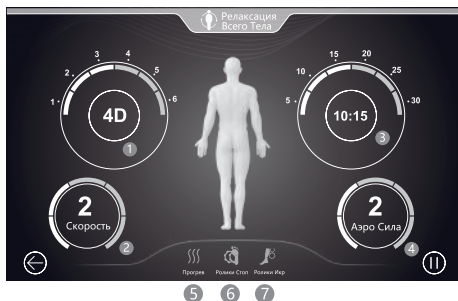 Релаксация
Всего Тела
1
2
3
4
5
6
4D
1
5
10
15
20
25
30
10:15
3
2
Скорость
2
2
Аэро Сила
4
Прогрев
Ролики Стоп
Ролики Икр
5
6
7